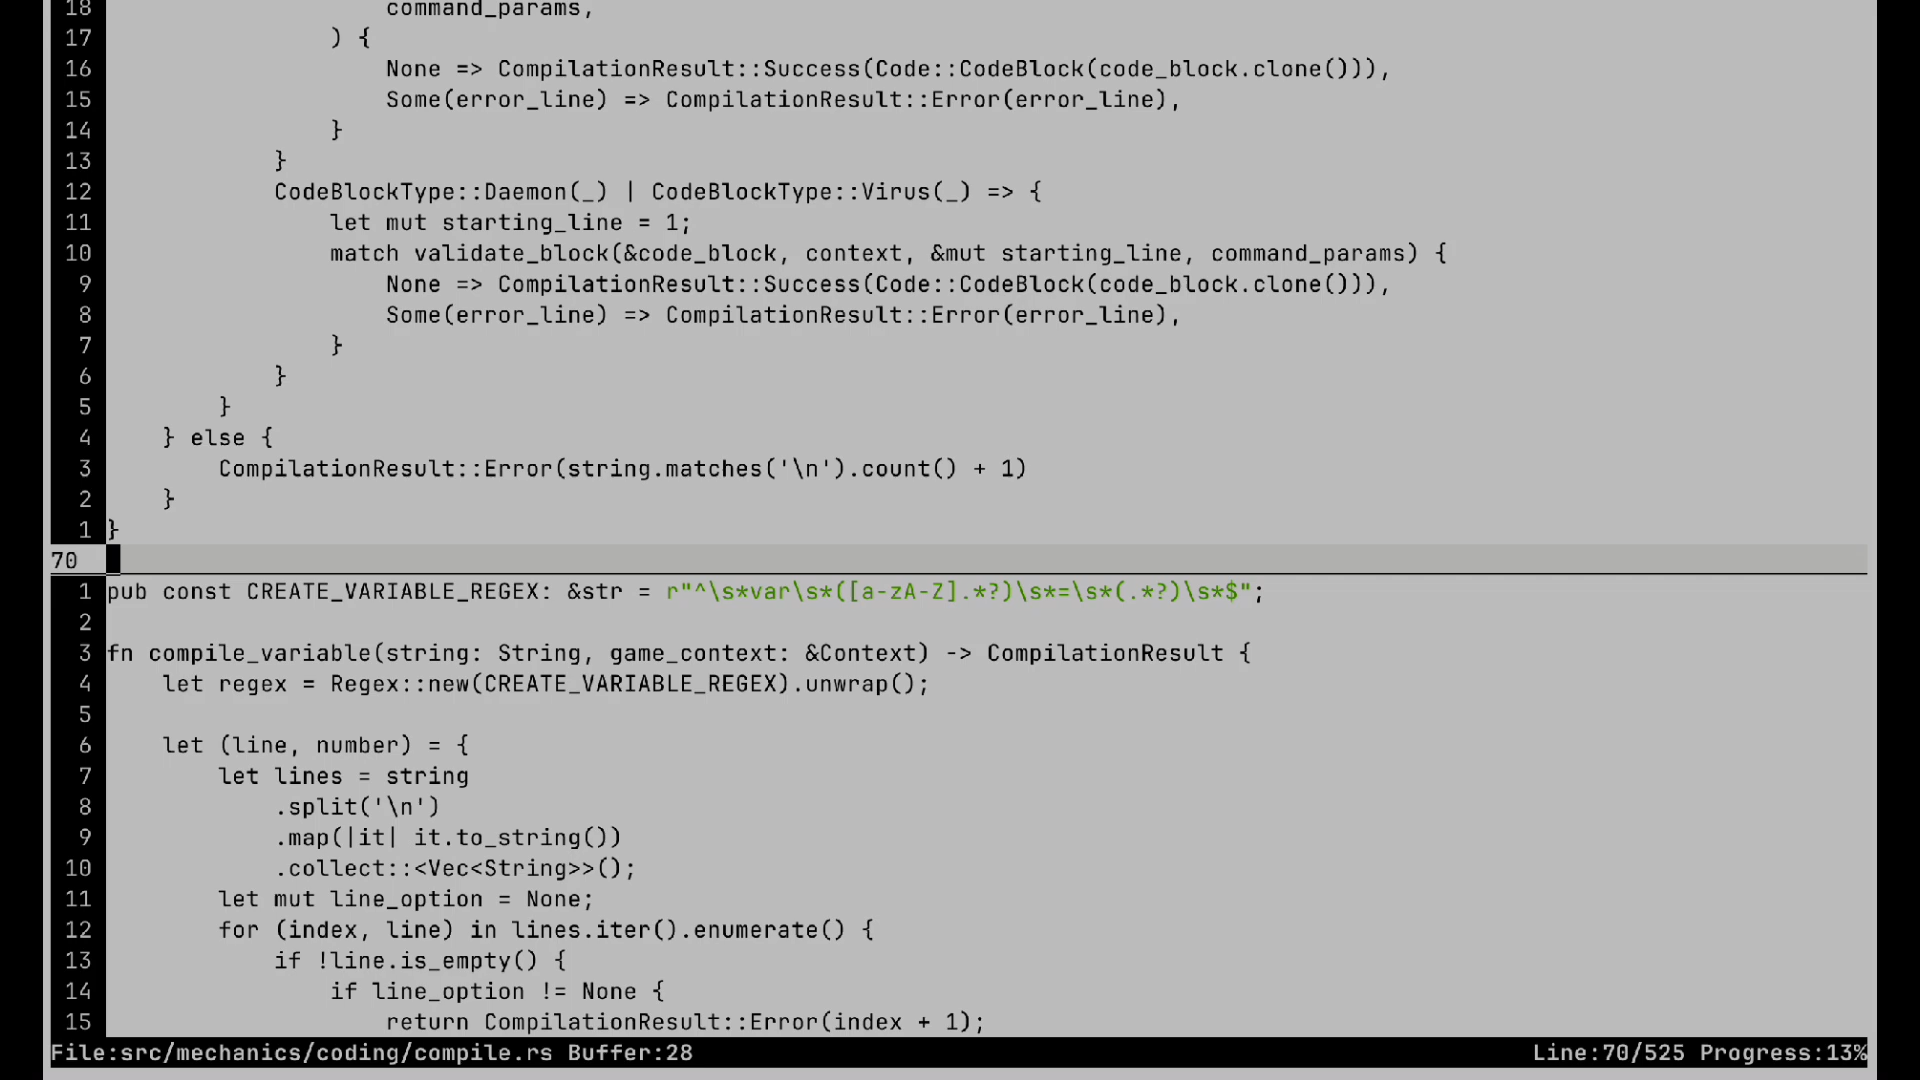 18                     command_params,
17                 ) {
16                     None => CompilationResult::Success(Code::CodeBlock(code_block.clone())),
15                     Some(error_line) => CompilationResult::Error(error_line),
14                 }
13             }
12             CodeBlockType::Daemon(_) | CodeBlockType::Virus(_) => {
11                 let mut starting_line = 1;
10                 match validate_block(&code_block, context, &mut starting_line, command_params) {
9                     None => CompilationResult::Success(Code::CodeBlock(code_block.clone())),
8                     Some(error_line) => CompilationResult::Error(error_line),
7                 }
6             }
5         }
4     } else {
3         CompilationResult::Error(string.matches('\n').count() + 1)
2     }
1 }
70
1 pub const CREATE_VARIABLE_REGEX: &str = r"^\s*var\s*([a-zA-Z].*?)\s*=\s*(.*?)\s*$";
2
3 fn compile_variable(string: String, game_context: &Context) -> CompilationResult {
4     let regex = Regex::new(CREATE_VARIABLE_REGEX).unwrap();
5
6     let (line, number) = {
7         let lines = string
8             .split('\n')
9             .map(|it| it.to_string())
10             .collect::<Vec<String>>();
11         let mut line_option = None;
12         for (index, line) in lines.iter().enumerate() {
13             if !line.is_empty() {
14                 if line_option != None {
15                     return CompilationResult::Error(index + 1);
File:src/mechanics/coding/compile.rs Buffer:28 Line:70/525 Progress:13%